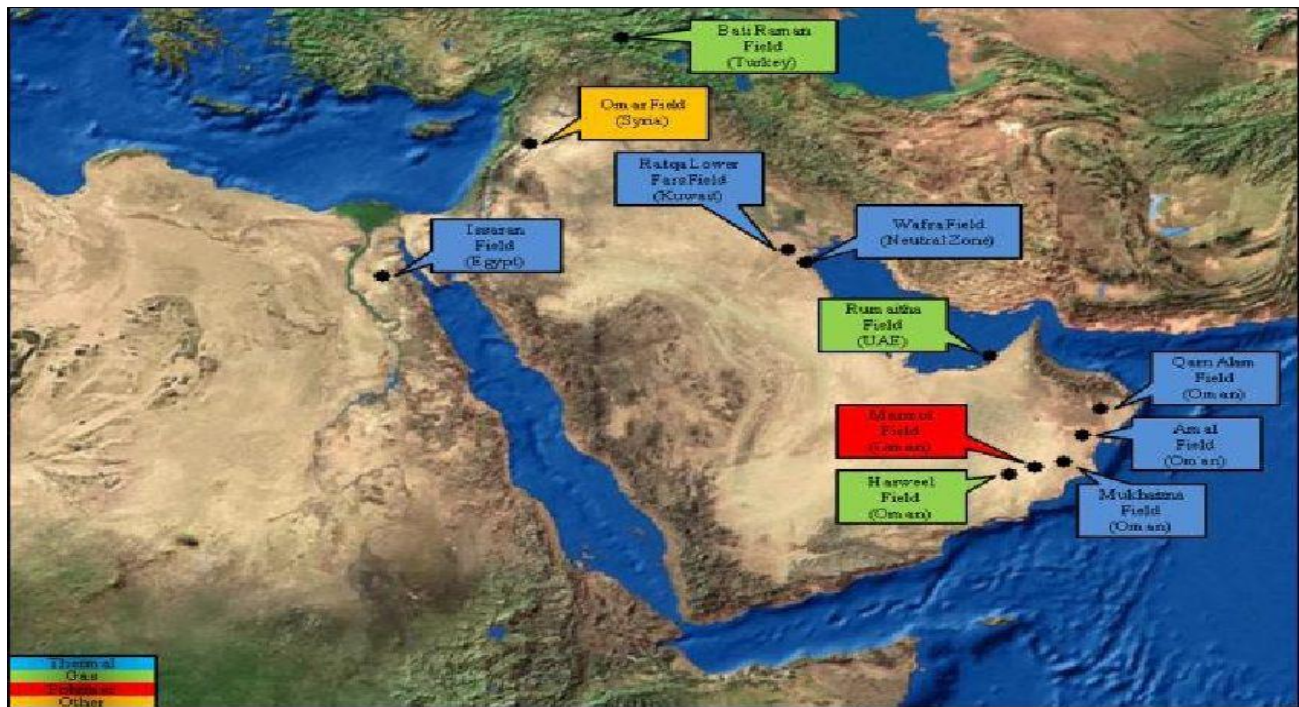 Bati Raman
Field
(Turkey)
Omar Field
(Syria)
Ratqa Lower
Fars Field
(Kuwait)
Wafra Field
(Neutral Zone)
Issaran
Field
(Egypt)
Rumaitha
Field
(UAE)
Qarn Alam
Field
(Oman)
Marmul
Field
(Oman)
Amal
Field
(Oman)
Harweel
Field
(Oman)
Mukhaizna
Field
(Oman)
Thermal
Gas
Polymer
Other